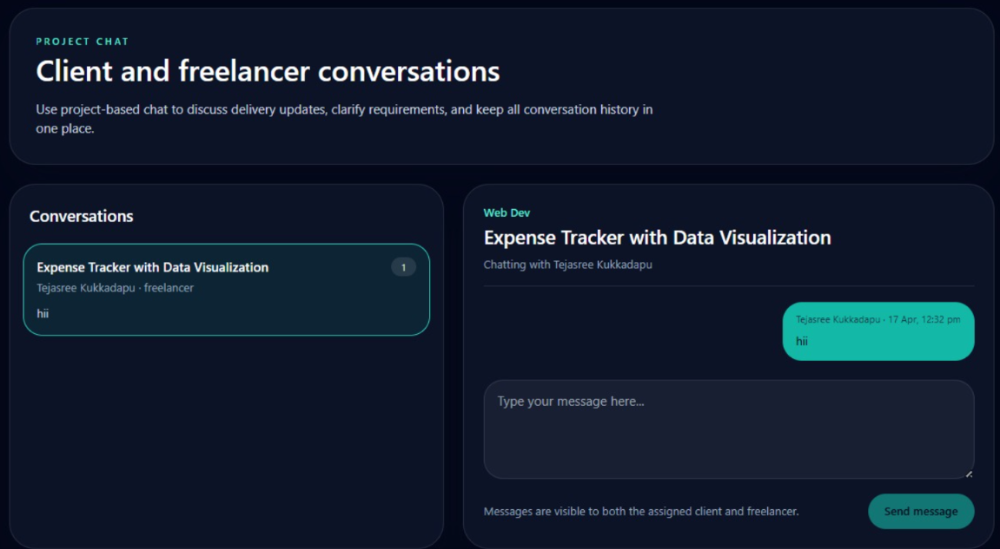 PROJECT CHAT
Client and freelancer conversations
Use project-based chat to discuss delivery updates, clarify requirements, and keep all conversation history in
one place.
Conversations
Expense Tracker with Data Visualization
1
Tejasree Kukkadapu · freelancer
hii
Web Dev
Expense Tracker with Data Visualization
Chatting with Tejasree Kukkadapu
Tejasree Kukkadapu · 17 Apr, 12:32 pm
hii
Type your message here...
Messages are visible to both the assigned client and freelancer.
Send message